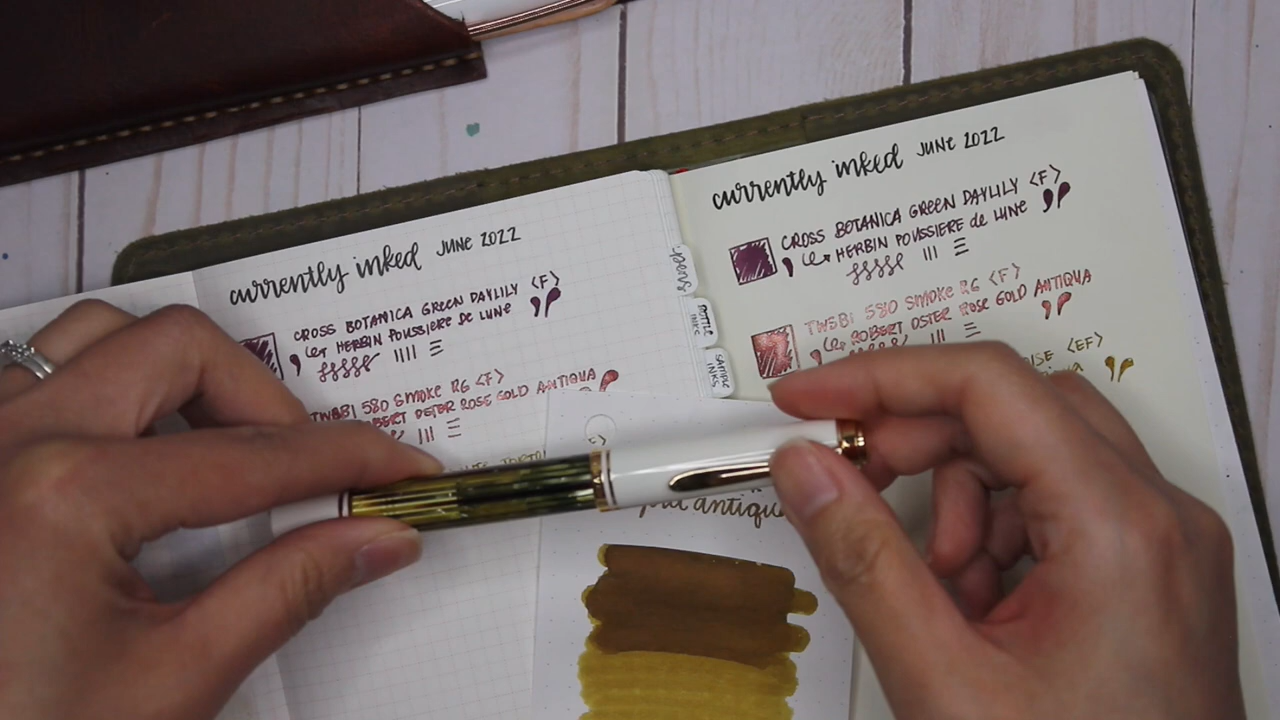 currently inked JUNE 2022
CROSS BOTANICA GREEN DAYLILY <F>
HERBIN POUSSIERE de LUNE
TWSBI 580 SMOKE RG <F>
ROBERT OSTER ROSE GOLD ANTIQUA
pens
BOTTLE INKS
SAMPLE INKS
currently inked JUNE 2022
CROSS BOTANICA GREEN DAYLILY <F>
HERBIN POUSSIERE de LUNE
TWSBI 580 SMOKE RG <F>
ROBERT OSTER ROSE GOLD ANTIQUA
<EF>
antiqua